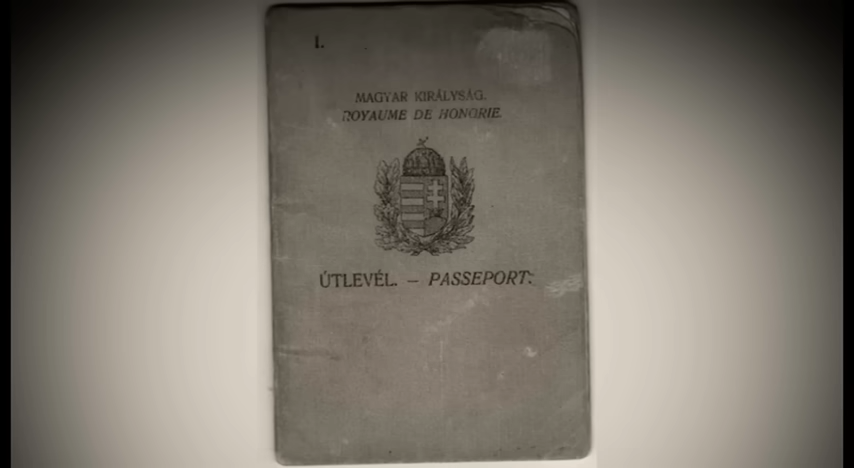 I.
MAGYAR KIRÁLYSÁG.
ROYAUME DE HONGRIE.
ÚTLEVÉL. – PASSEPORT.